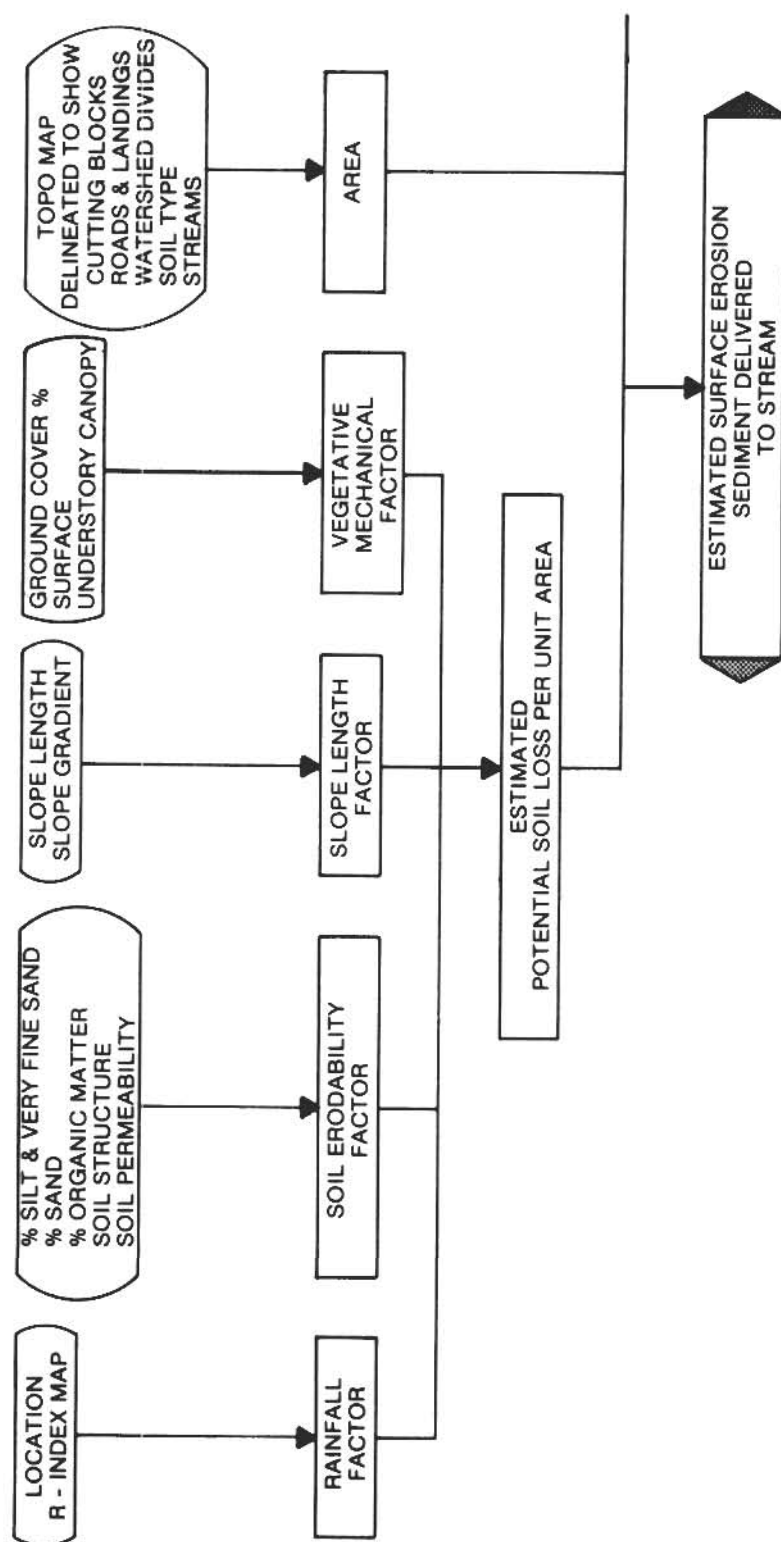 LOCATION
R - INDEX MAP
% SILT & VERY FINE SAND
% SAND
% ORGANIC MATTER
SOIL STRUCTURE
SOIL PERMEABILITY
SLOPE LENGTH
SLOPE GRADIENT
GROUND COVER %
SURFACE
UNDERSTORY CANOPY
TOPO MAP
DELINEATED TO SHOW
CUTTING BLOCKS
ROADS & LANDINGS
WATERSHED DIVIDES
SOIL TYPE
STREAMS
RAINFALL
FACTOR
SOIL ERODABILITY
FACTOR
SLOPE LENGTH
FACTOR
VEGETATIVE
MECHANICAL
FACTOR
AREA
ESTIMATED
POTENTIAL SOIL LOSS PER UNIT AREA
ESTIMATED SURFACE EROSION
SEDIMENT DELIVERED
TO STREAM